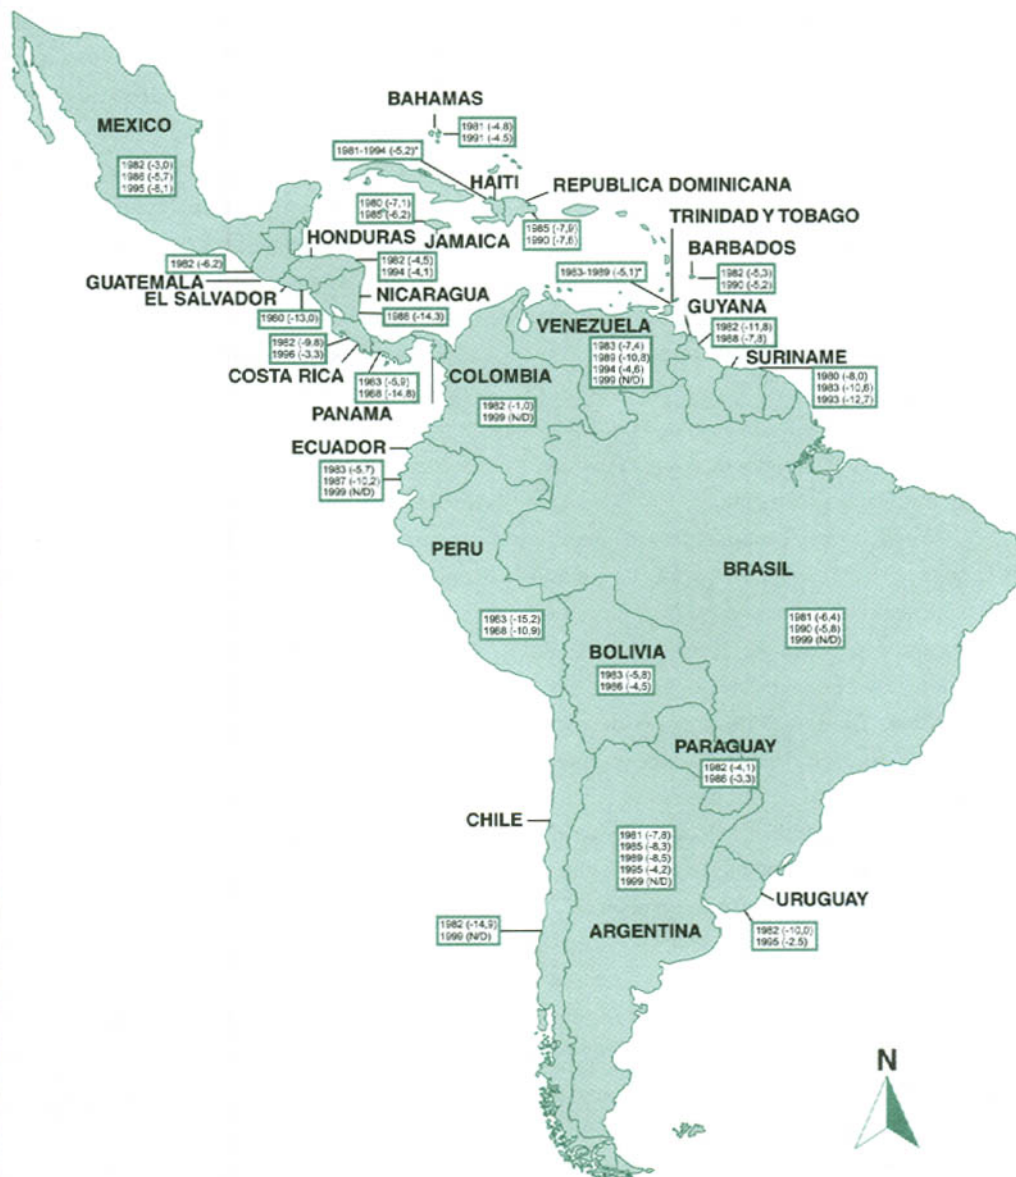 BAHAMAS
1981 (-4,8)
1991 (-4.5)
MEXICO
1982 (-3,0)
1986 (-5,7)
1995 (-8,1)
1981-1994 (-5,2)*
HAITI
REPUBLICA DOMINICANA
1985 (-7,9)
1990 (-7,6)
1980 (-7,1)
1985 (-6,2)
JAMAICA
TRINIDAD Y TOBAGO
1983-1989 (-5,1)*
BARBADOS
1982 (-5,3)
1990 (-5,2)
HONDURAS
1982 (-4,5)
1994 (-4,1)
1982 (-6,2)
GUATEMALA
EL SALVADOR
1980 (-13,0)
NICARAGUA
1988 (-14,3)
1982 (-9,8)
1996 (-3,3)
COSTA RICA
1983 (-5,9)
1988 (-14,8)
PANAMA
GUYANA
1982 (-11,8)
1988 (-7,8)
VENEZUELA
1983 (-7,4)
1989 (-10,8)
1994 (-4,6)
1999 (N/D)
SURINAME
1980 (-8,0)
1983 (-10,6)
1993 (-12,7)
COLOMBIA
1982 (-1,0)
1999 (N/D)
ECUADOR
1983 (-5,7)
1987 (-10,2)
1999 (N/D)
PERU
1983 (-15,2)
1988 (-10,9)
BRASIL
1981 (-6,4)
1990 (-5,8)
1999 (N/D)
BOLIVIA
1983 (-5,8)
1986 (-4,5)
PARAGUAY
1982 (-4,1)
1986 (-3,3)
CHILE
1982 (-14,9)
1999 (N/D)
1981 (-7,8)
1985 (-8,3)
1989 (-8,5)
1995 (-4,2)
1999 (N/D)
ARGENTINA
URUGUAY
1982 (-10,0)
1995 (-2.5)
N